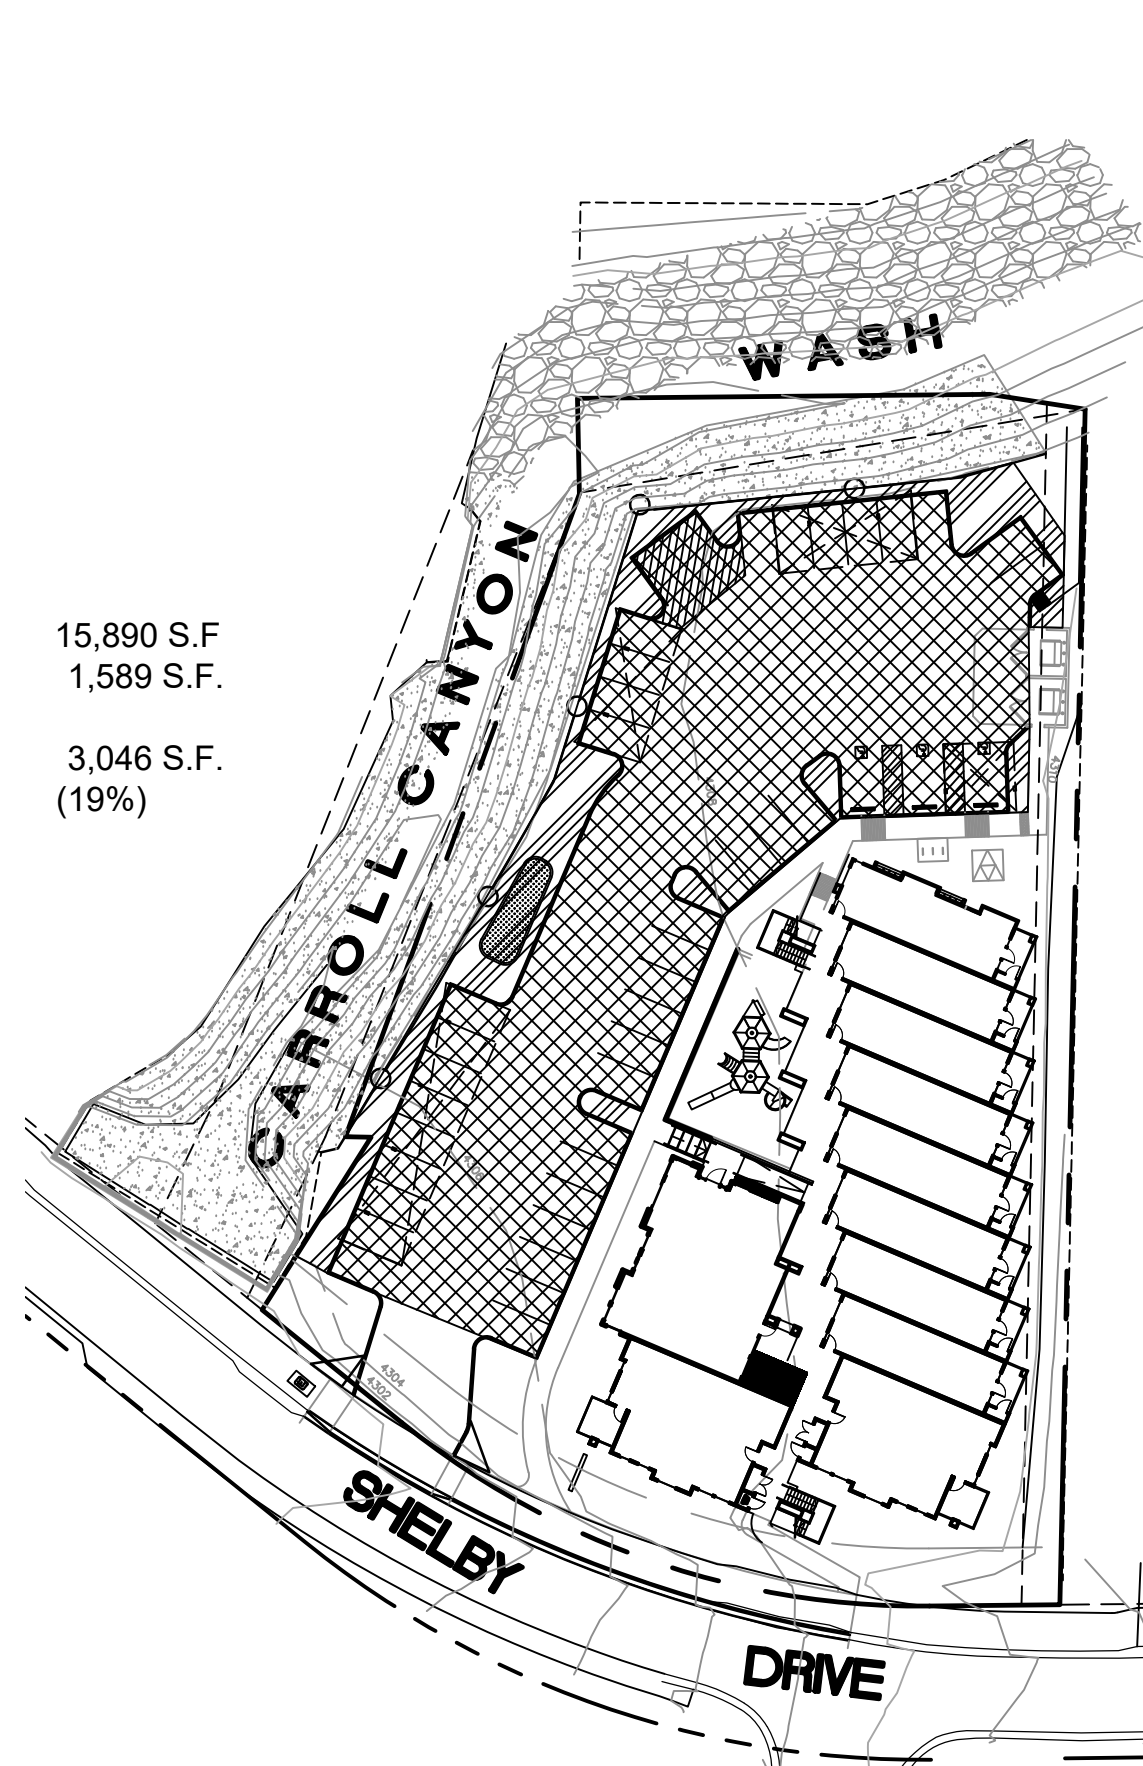 WASH
CARROLL CANYON
15,890 S.F
1,589 S.F.
3,046 S.F.
(19%)
4304
4302
SHELBY
DRIVE